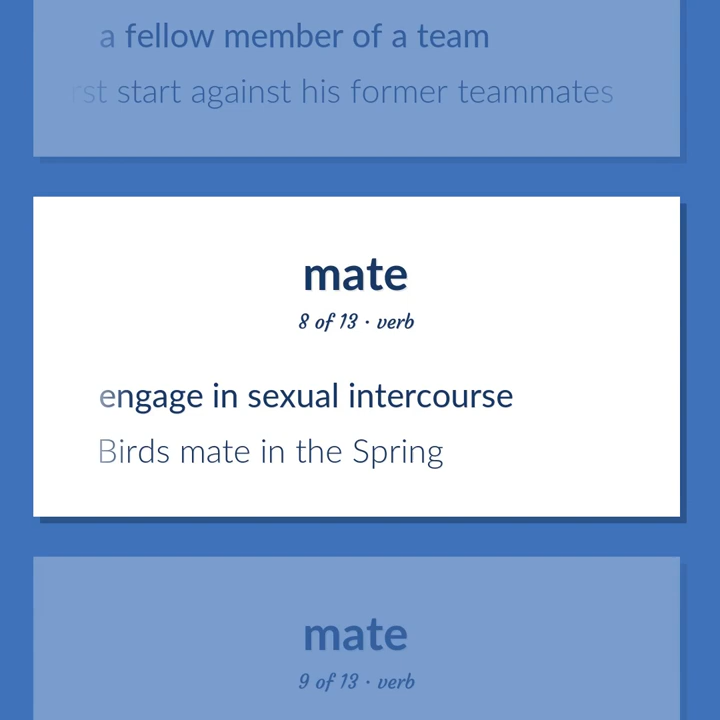 a fellow member of a team
rst start against his former teammates
mate
8 of 13 · verb
engage in sexual intercourse
Birds mate in the Spring
mate
9 of 13 · verb